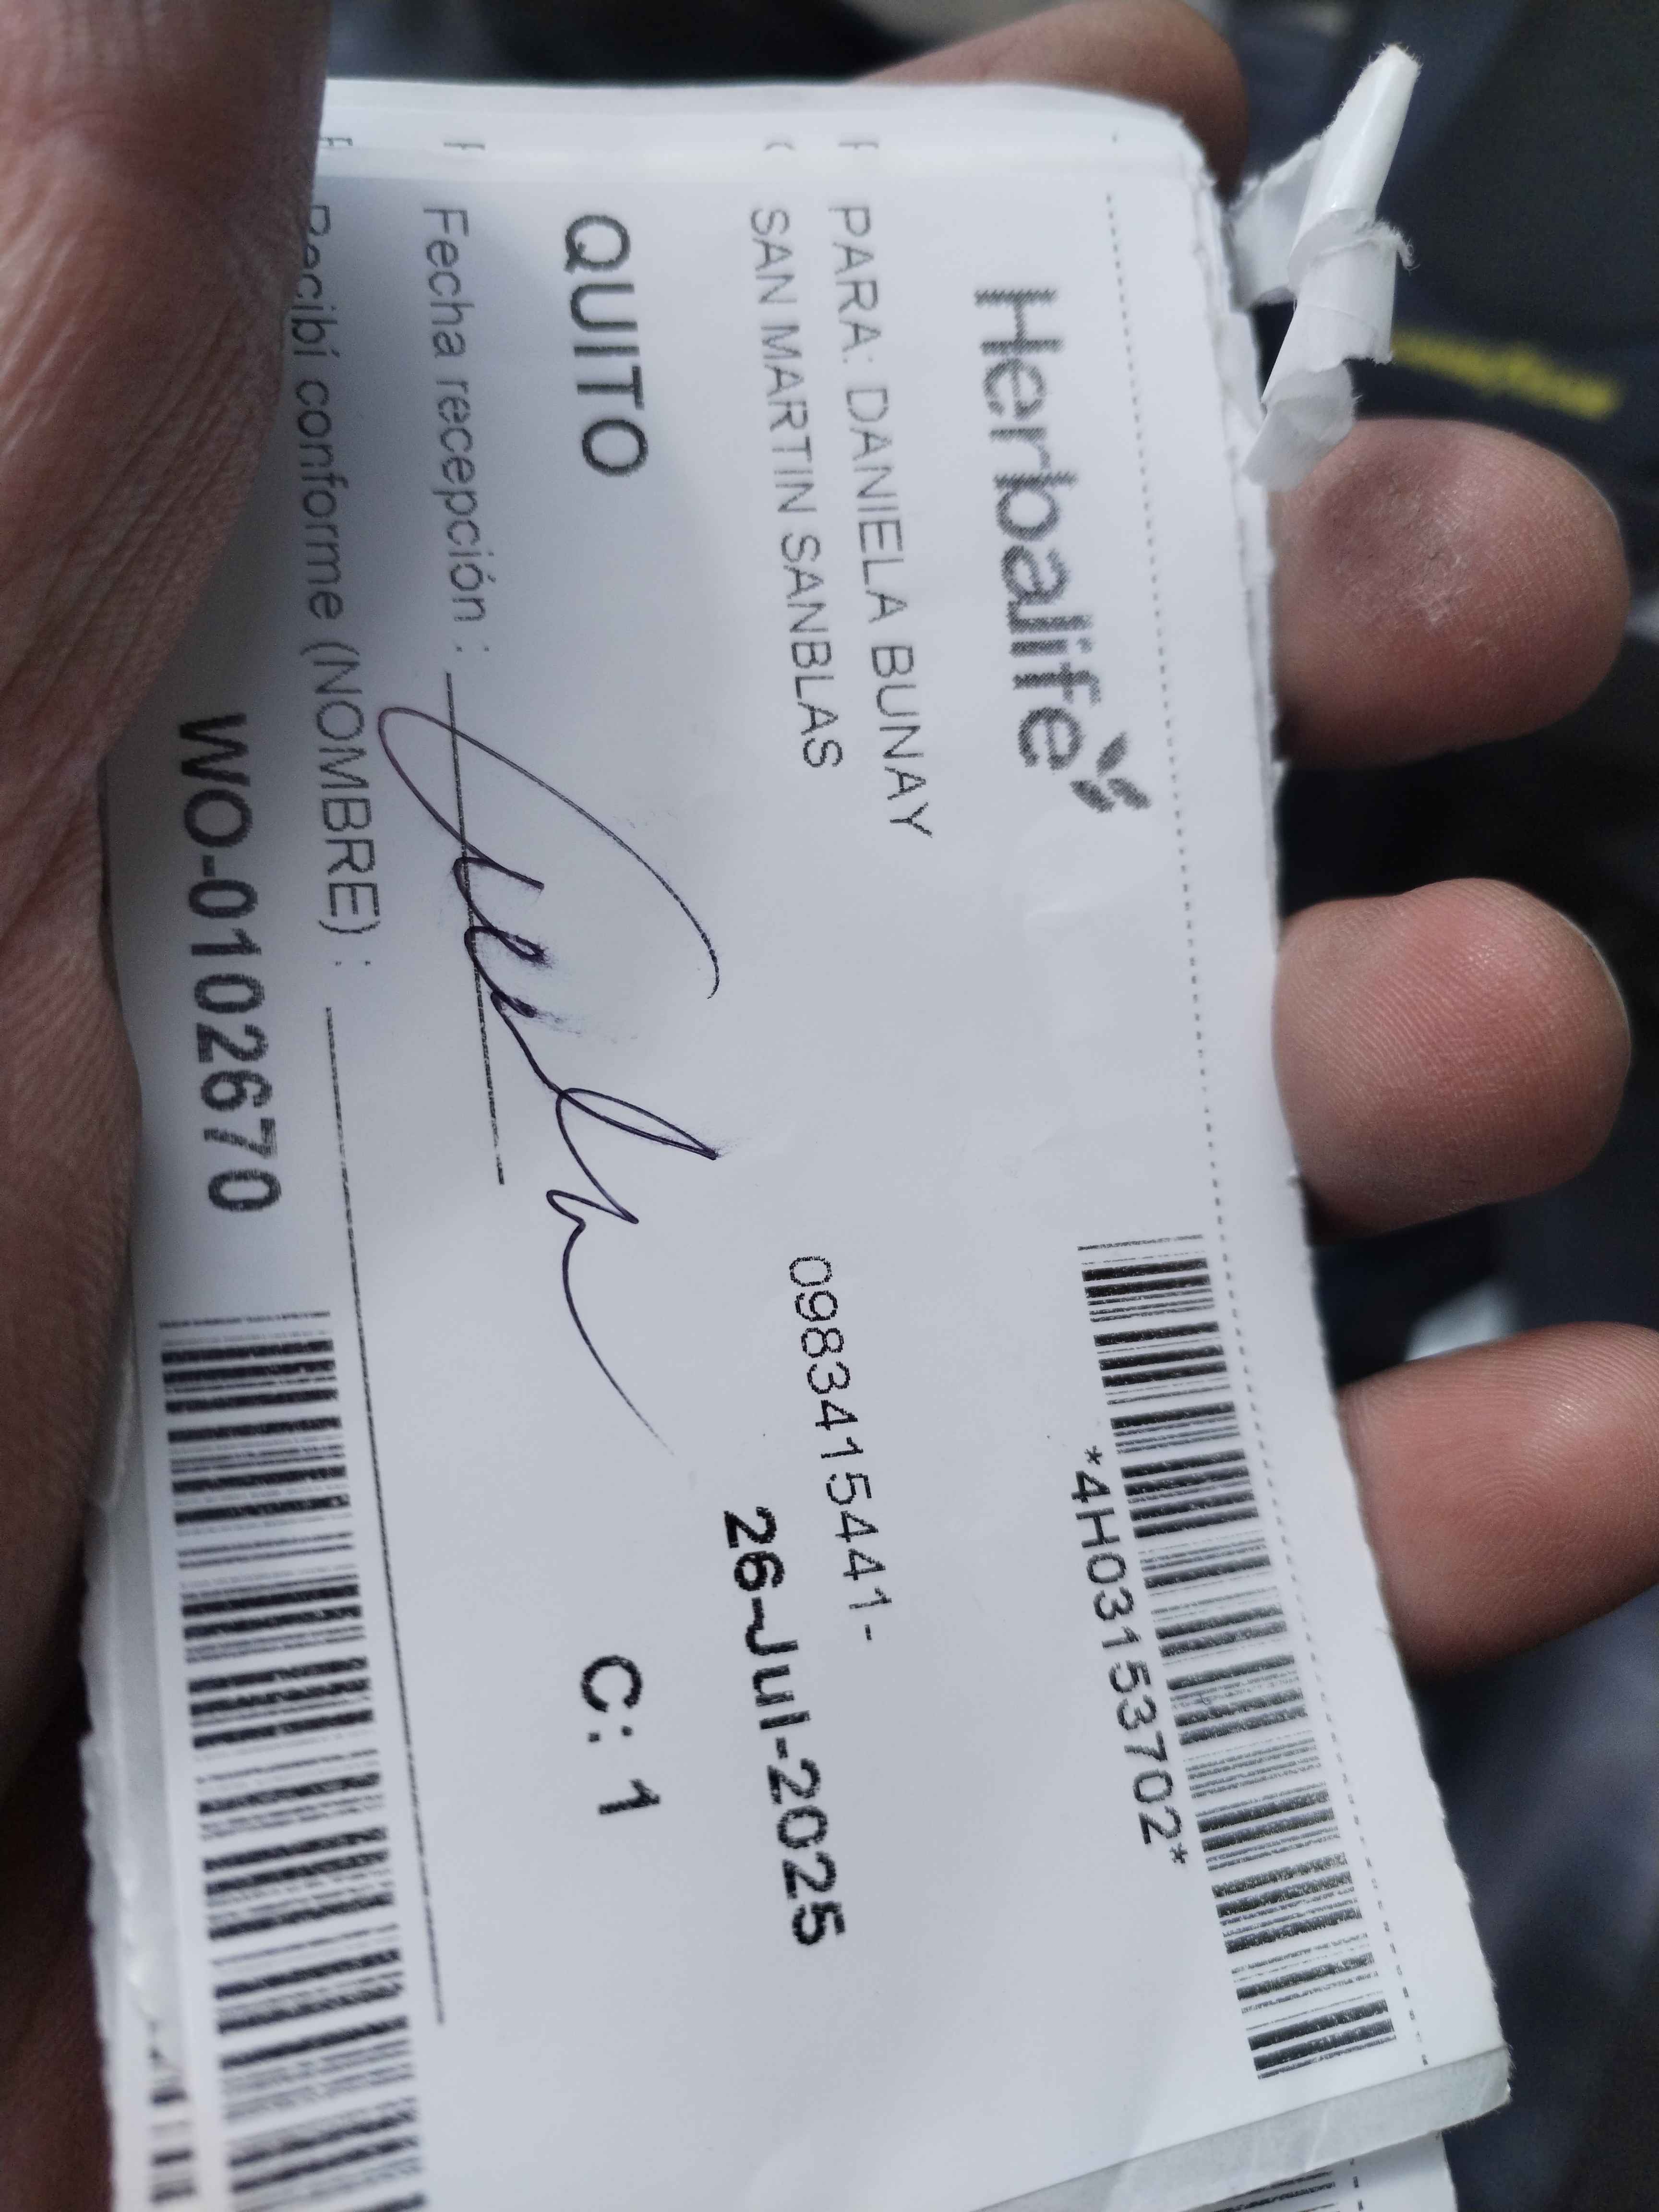 Herbalife
*4H03153702*
PARA: DANIELA BUNAY
SAN MARTIN SANBLAS
0983415441-
26-Jul-2025
QUITO
C: 1
Fecha recepción :
Recibí conforme (NOMBRE) :
WO-0102670